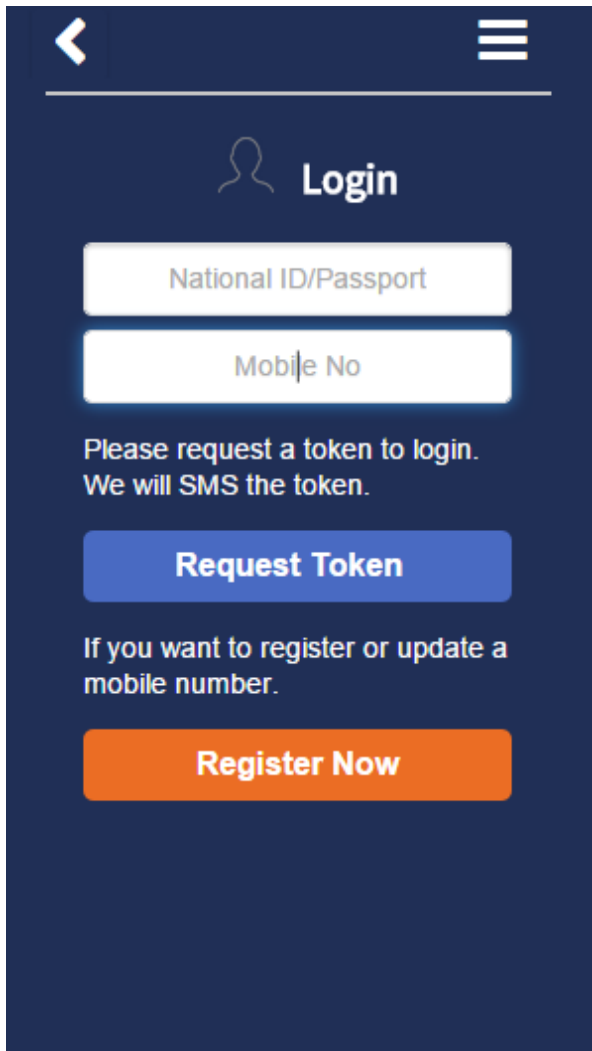 Login
National ID/Passport
Mobile No
Please request a token to login.
We will SMS the token.
Request Token
If you want to register or update a
mobile number.
Register Now